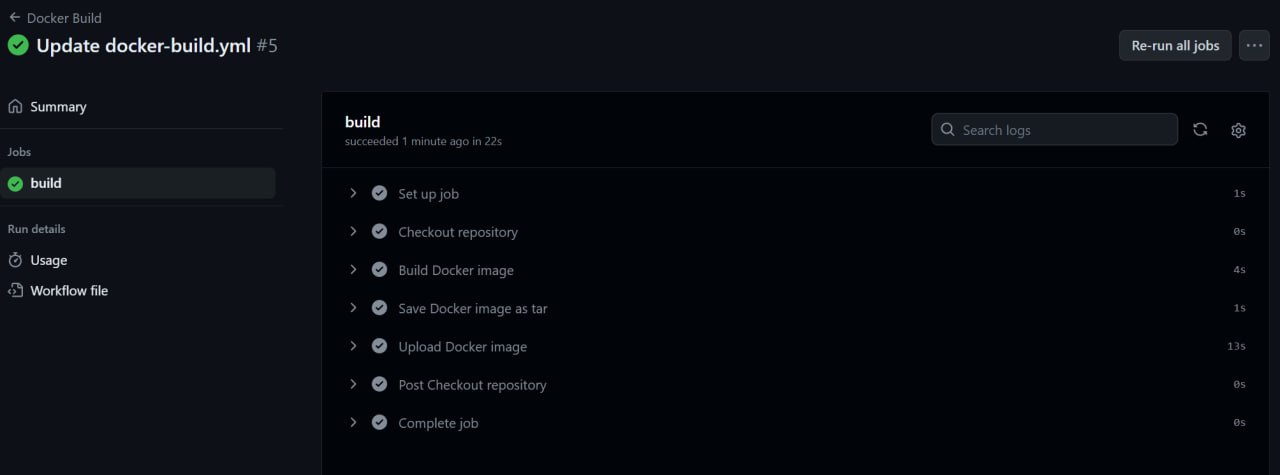 Docker Build
Update docker-build.yml #5
Re-run all jobs
Summary
Jobs
build
Run details
Usage
Workflow file
build
succeeded 1 minute ago in 22s
Search logs
Set up job 1s
Checkout repository 0s
Build Docker image 4s
Save Docker image as tar 1s
Upload Docker image 13s
Post Checkout repository 0s
Complete job 0s